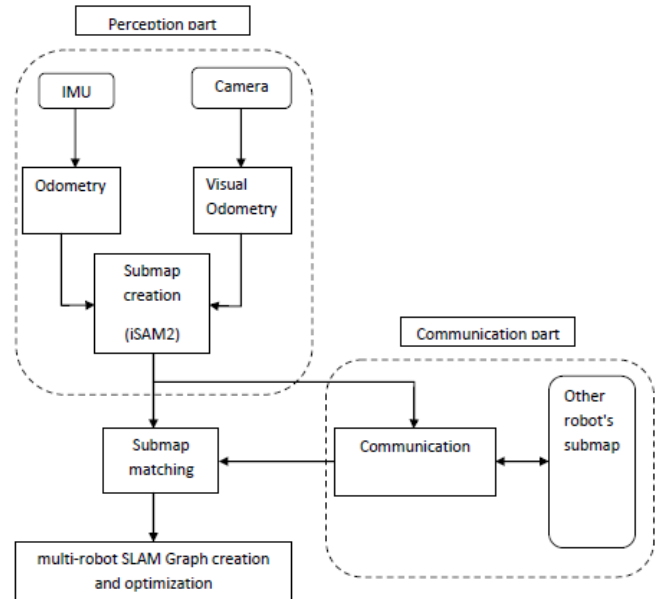 Perception part
IMU
Camera
Odometry
Visual
Odometry
Submap
creation
(iSAM2)
Communication part
Other
robot's
submap
Submap
matching
Communication
multi-robot SLAM Graph creation
and optimization